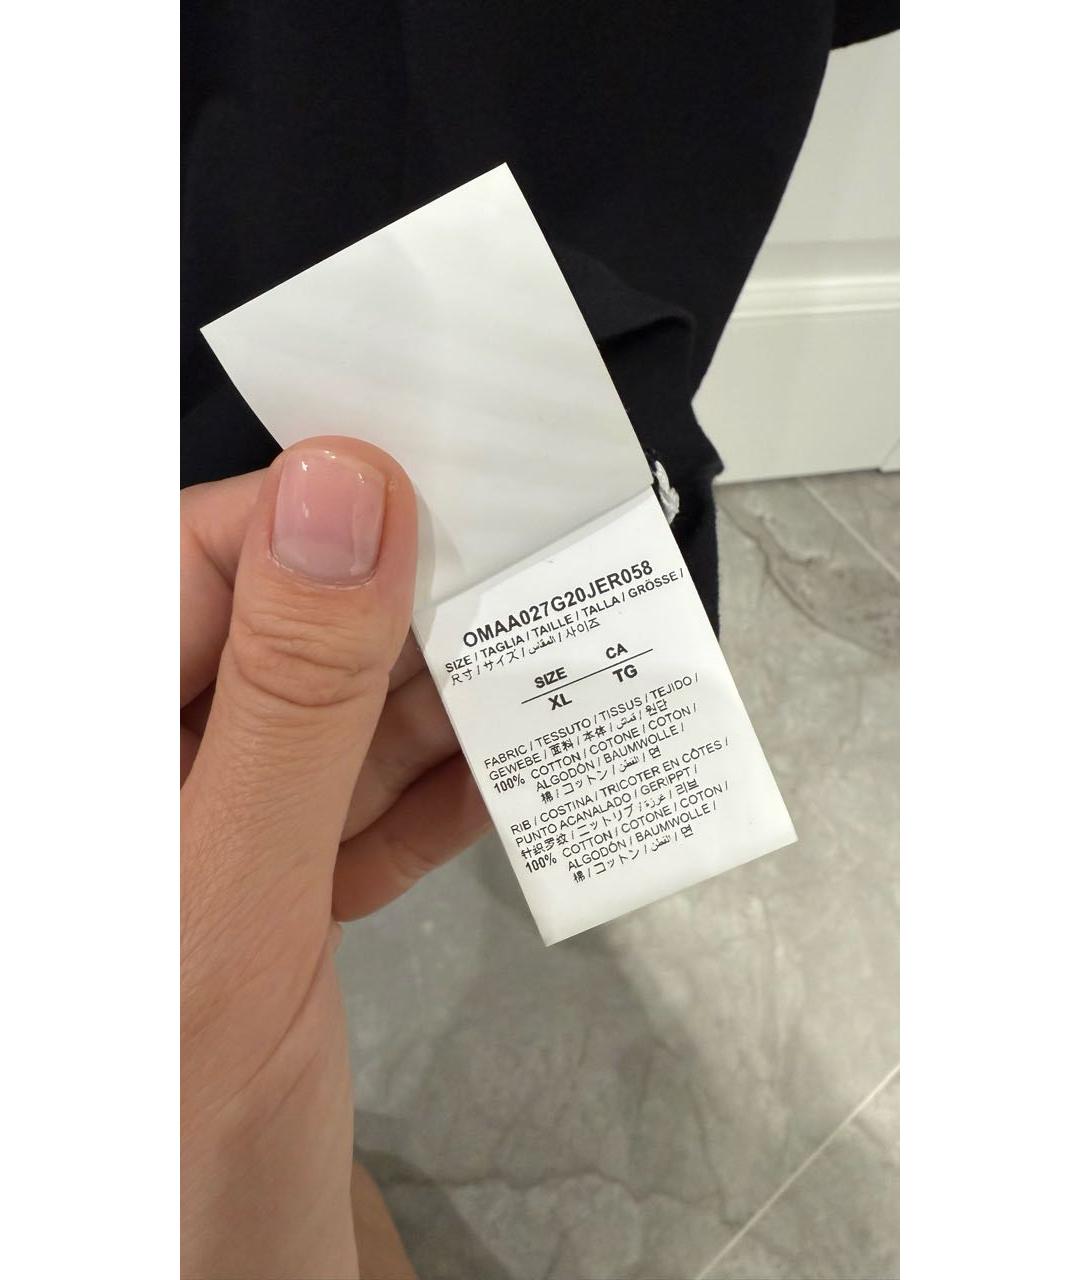 OMAA027G20JER058
SIZE / TAGLIA / TAILLE / TALLA / GRÖSSE /
尺寸 / サイズ / المقاس / 사이즈
SIZE CA
XL TG
FABRIC / TESSUTO / TISSUS / TEJIDO /
GEWEBE / 面料 / 本体 / قماش / 원단
100% COTTON / COTONE / COTON /
ALGODÓN / BAUMWOLLE /
棉 / コットン / القطن / 면
RIB / COSTINA / TRICOTER EN CÔTES /
PUNTO ACANALADO / GERIPPT /
针织罗纹 / ニットリブ / غرزة / 리브
100% COTTON / COTONE / COTON /
ALGODÓN / BAUMWOLLE /
棉 / コットン / القطن / 면